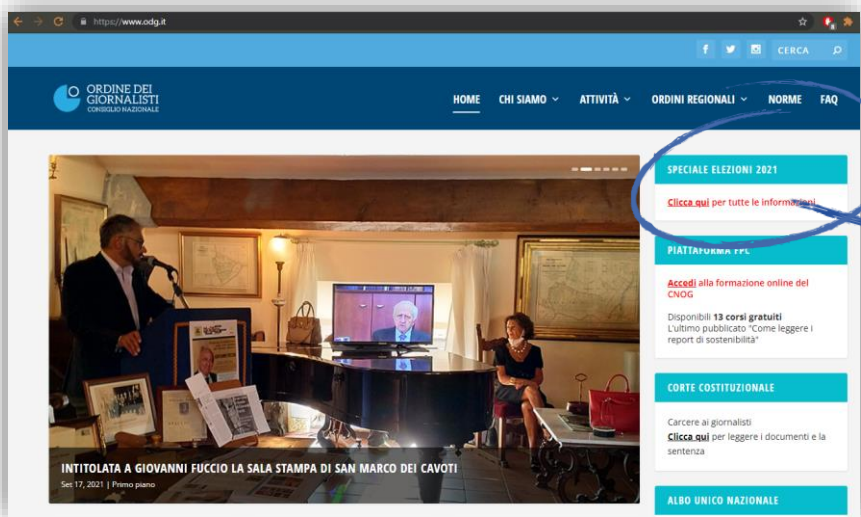 https://www.odg.it
CERCA
ORDINE DEI
GIORNALISTI
CONSIGLIO NAZIONALE
HOME CHI SIAMO ATTIVITÀ ORDINI REGIONALI NORME FAQ
INTITOLATA A GIOVANNI FUCCIO LA SALA STAMPA DI SAN MARCO DEI CAVOTI
Set 17, 2021 | Primo piano
SPECIALE ELEZIONI 2021
Clicca qui per tutte le informazioni
PIATTAFORMA FPC
Accedi alla formazione online del
CNOG
Disponibili 13 corsi gratuiti
L'ultimo pubblicato "Come leggere i
report di sostenibilità"
CORTE COSTITUZIONALE
Carcere ai giornalisti
Clicca qui per leggere i documenti e la
sentenza
ALBO UNICO NAZIONALE